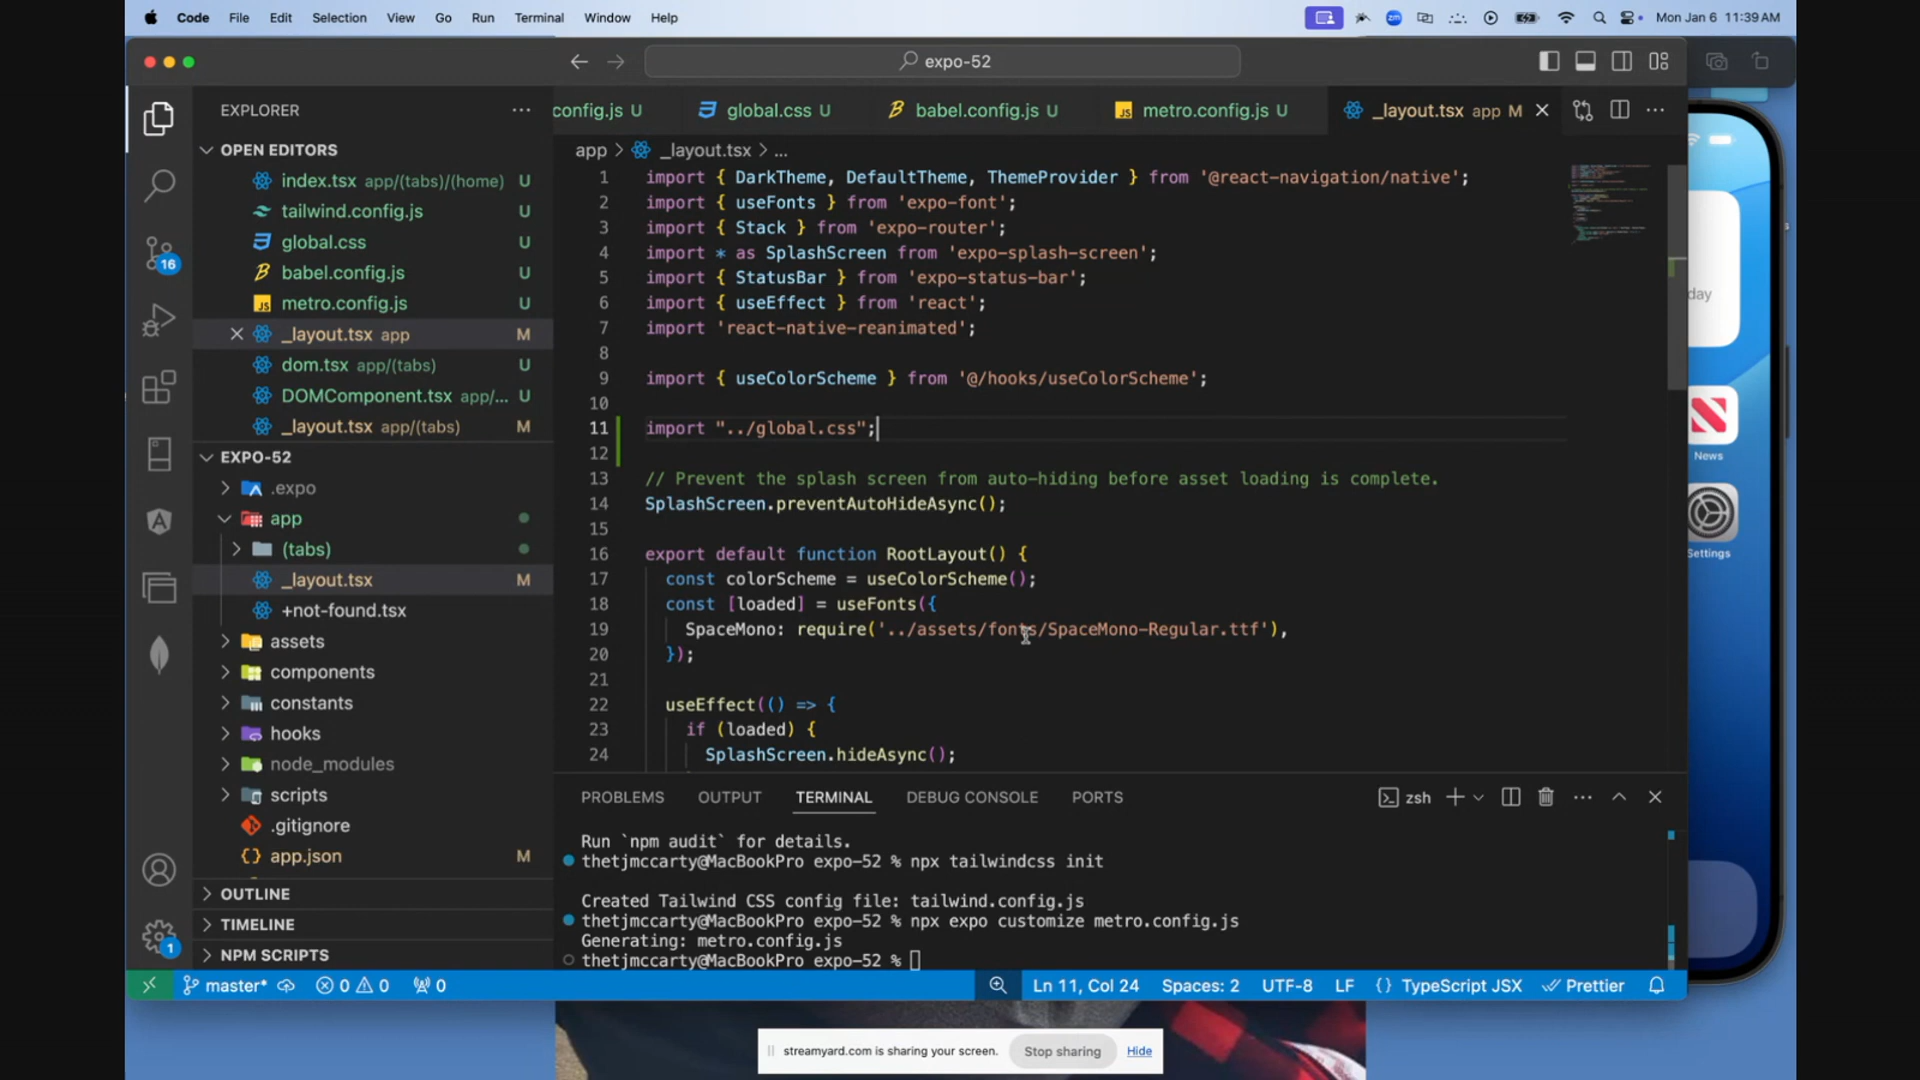 Code File Edit Selection View Go Run Terminal Window Help
zm
Mon Jan 6 11:39 AM
expo-52
EXPLORER
config.js U
global.css U
babel.config.js U
metro.config.js U
_layout.tsx app M
OPEN EDITORS
index.tsx app/(tabs)/(home) U
tailwind.config.js U
global.css U
babel.config.js U
metro.config.js U
_layout.tsx app M
dom.tsx app/(tabs) U
DOMComponent.tsx app/... U
_layout.tsx app/(tabs) M
EXPO-52
.expo
app
(tabs)
_layout.tsx M
+not-found.tsx
assets
components
constants
hooks
node_modules
scripts
.gitignore
app.json M
OUTLINE
TIMELINE
NPM SCRIPTS
16
1
app > _layout.tsx > ...
1 import { DarkTheme, DefaultTheme, ThemeProvider } from '@react-navigation/native';
2 import { useFonts } from 'expo-font';
3 import { Stack } from 'expo-router';
4 import * as SplashScreen from 'expo-splash-screen';
5 import { StatusBar } from 'expo-status-bar';
6 import { useEffect } from 'react';
7 import 'react-native-reanimated';
8
9 import { useColorScheme } from '@/hooks/useColorScheme';
10
11 import "../global.css";
12
13 // Prevent the splash screen from auto-hiding before asset loading is complete.
14 SplashScreen.preventAutoHideAsync();
15
16 export default function RootLayout() {
17 const colorScheme = useColorScheme();
18 const [loaded] = useFonts({
19 SpaceMono: require('../assets/fonts/SpaceMono-Regular.ttf'),
20 });
21
22 useEffect(() => {
23 if (loaded) {
24 SplashScreen.hideAsync();
PROBLEMS OUTPUT TERMINAL DEBUG CONSOLE PORTS
zsh
Run `npm audit` for details.
thetjmccarty@MacBookPro expo-52 % npx tailwindcss init
Created Tailwind CSS config file: tailwind.config.js
thetjmccarty@MacBookPro expo-52 % npx expo customize metro.config.js
Generating: metro.config.js
thetjmccarty@MacBookPro expo-52 %
master* 0 0 0
Ln 11, Col 24 Spaces: 2 UTF-8 LF {} TypeScript JSX Prettier
day
News
Settings
streamyard.com is sharing your screen. Stop sharing Hide